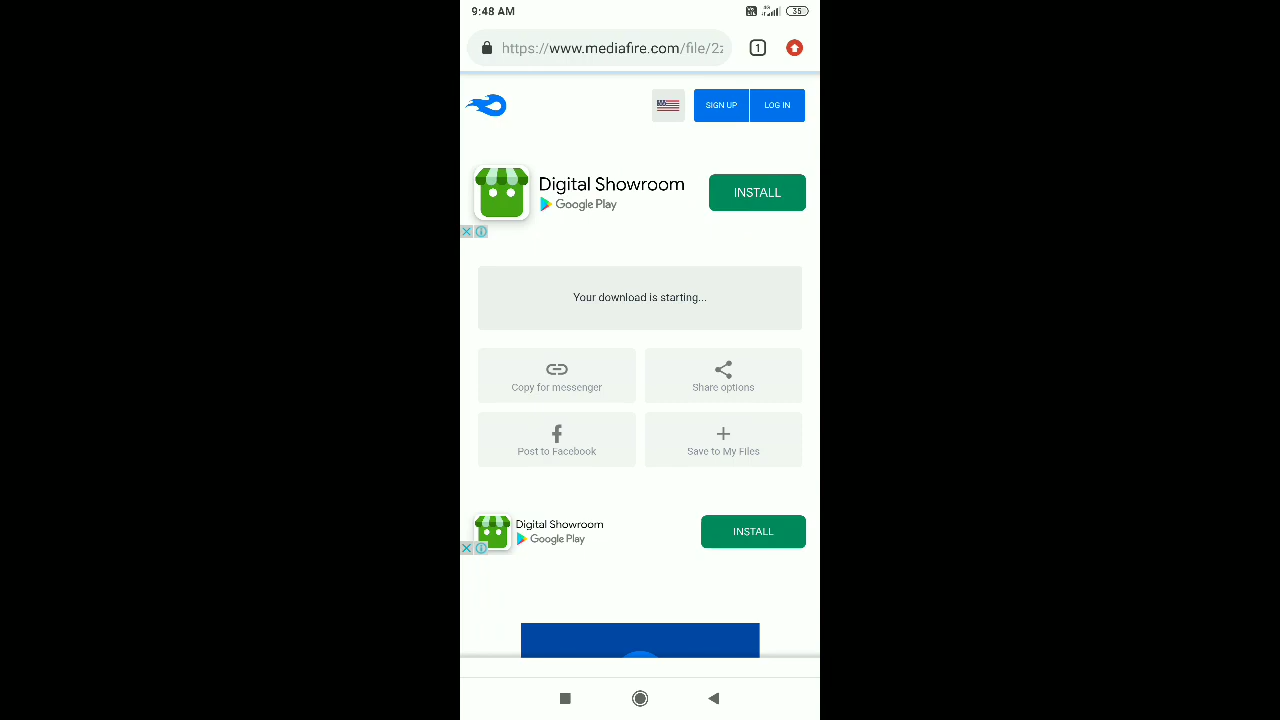 9:48 AM
35
https://www.mediafire.com/file/2z
1
SIGN UP
LOG IN
Digital Showroom
Google Play
INSTALL
Your download is starting...
Copy for messenger
Share options
Post to Facebook
Save to My Files
Digital Showroom
Google Play
INSTALL